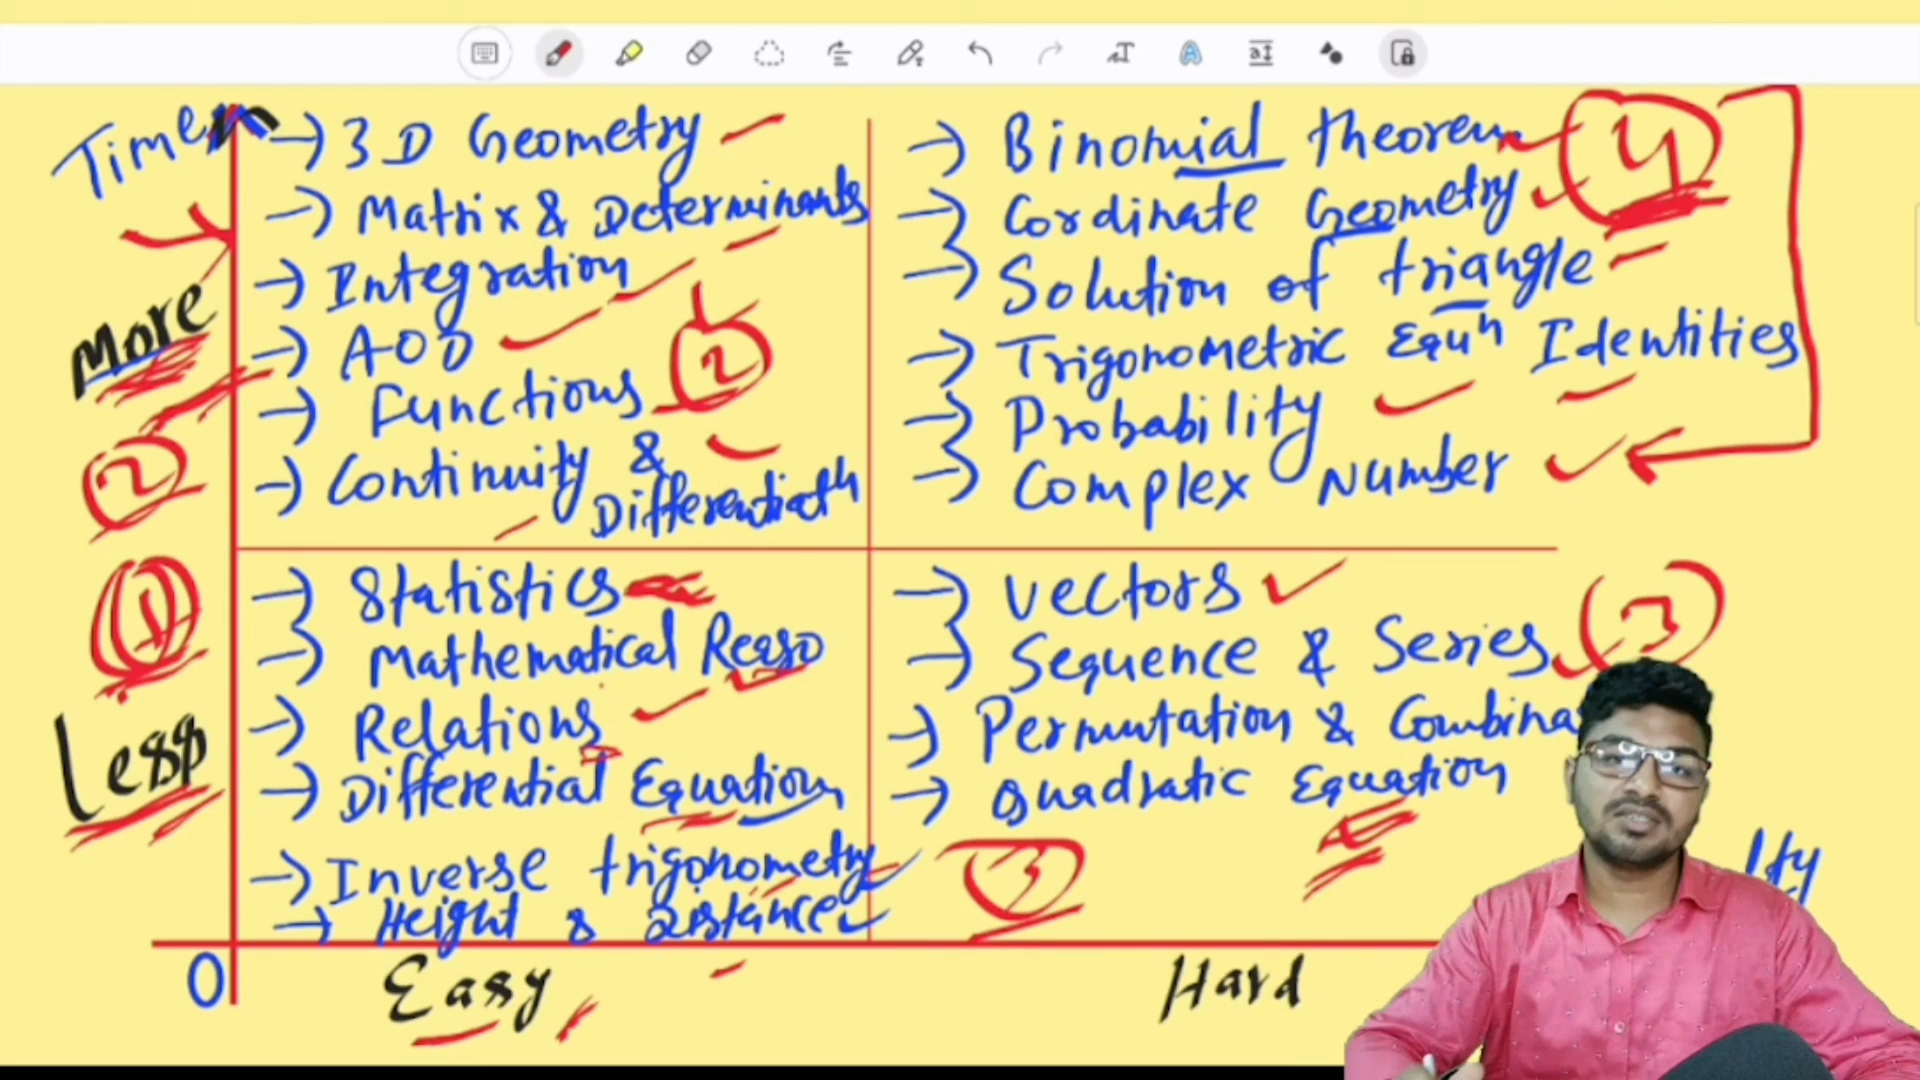 Time
→ 3D Geometry
→ Matrix & Determinants
→ Integration
→ AOD
→ Functions
→ Continuity &
Differentiatn
2
More
2
→ Binomial theorem
→ Cordinate Geometry
→ Solution of triangle
→ Trigonometric Equn Identities
→ Probability
→ Complex Number
4
1
Less
→ Statistics
→ Mathematical Reaso
→ Relations
→ Differential Equation
→ Inverse trigonometry
→ Height & Distance
→ Vectors
→ Sequence & Series
→ Permutation & Combina
→ Quadratic Equation
3
3
lty
0
Easy
Hard